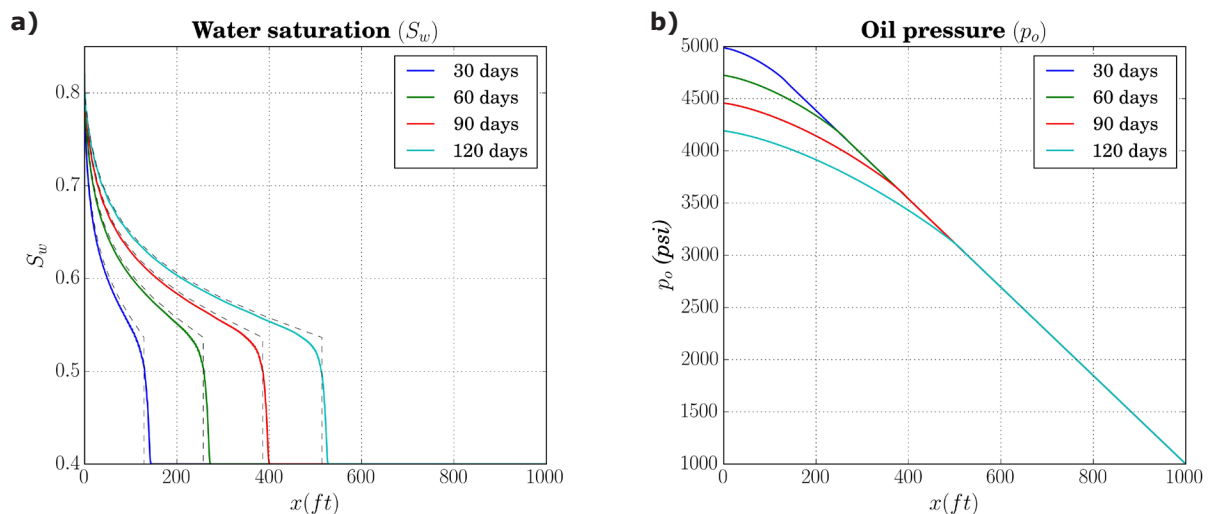 a)
Water saturation (S_w)
30 days
60 days
90 days
120 days
S_w
0.8
0.7
0.6
0.5
0.4
0 200 400 600 800 1000
x(ft)
b)
Oil pressure (p_o)
30 days
60 days
90 days
120 days
p_o (psi)
5000
4500
4000
3500
3000
2500
2000
1500
1000
0 200 400 600 800 1000
x(ft)